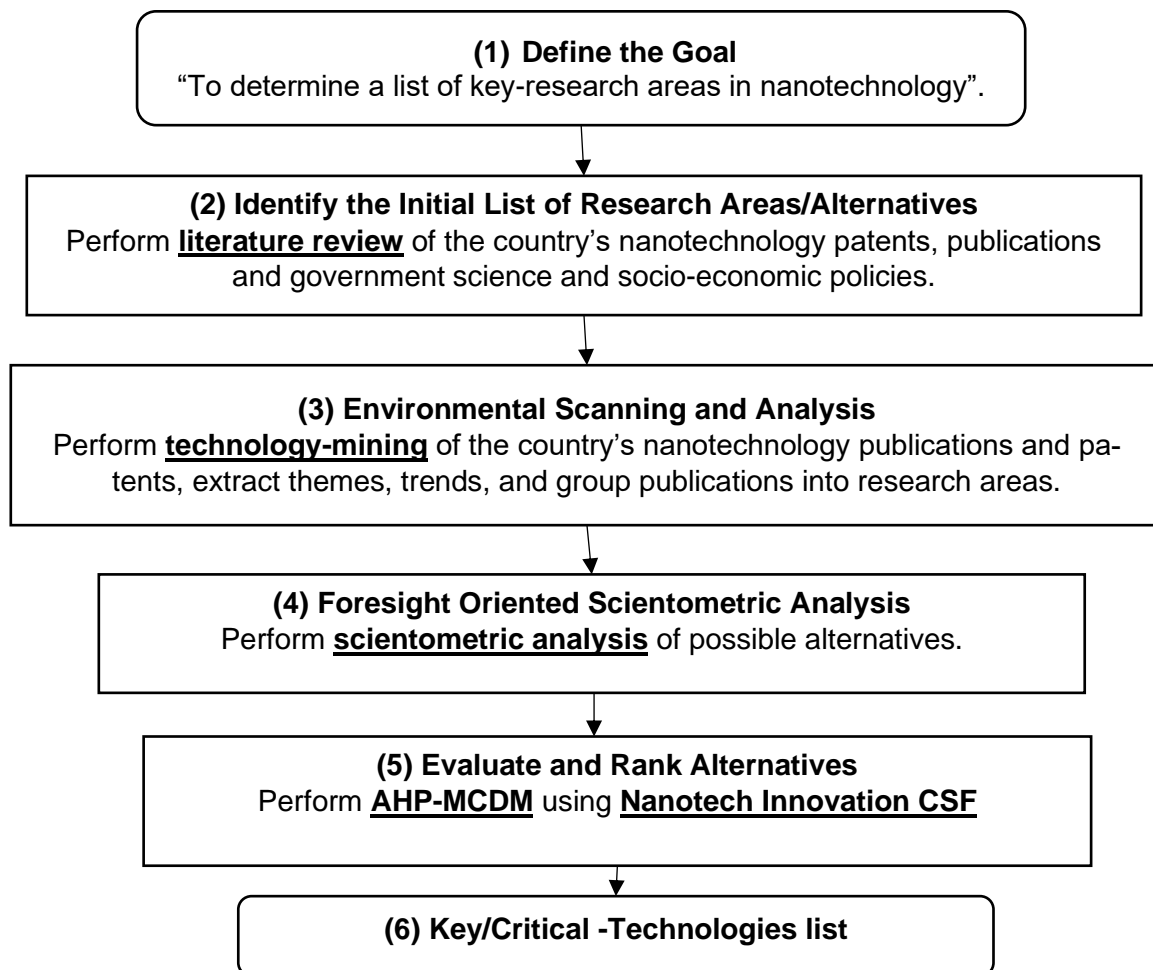 (1) Define the Goal
“To determine a list of key-research areas in nanotechnology”.
(2) Identify the Initial List of Research Areas/Alternatives
Perform literature review of the country’s nanotechnology patents, publications
and government science and socio-economic policies.
(3) Environmental Scanning and Analysis
Perform technology-mining of the country’s nanotechnology publications and pa-
tents, extract themes, trends, and group publications into research areas.
(4) Foresight Oriented Scientometric Analysis
Perform scientometric analysis of possible alternatives.
(5) Evaluate and Rank Alternatives
Perform AHP-MCDM using Nanotech Innovation CSF
(6) Key/Critical -Technologies list